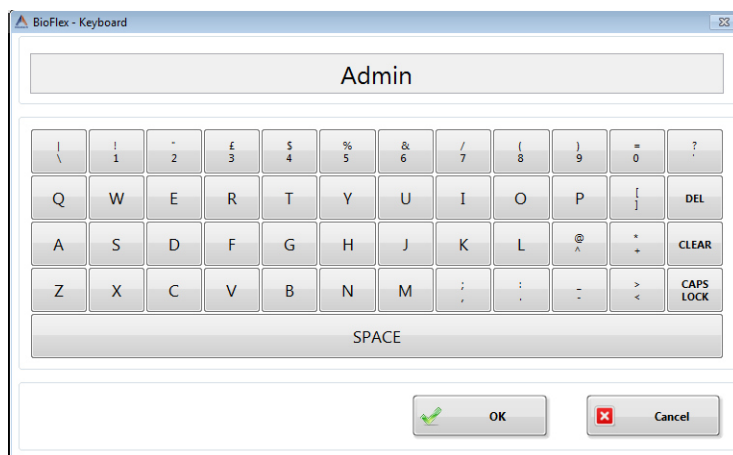 BioFlex - Keyboard
Admin
| ! " £ $ % & / ( ) = ?
\ 1 2 3 4 5 6 7 8 9 0 '
Q W E R T Y U I O P [ ] DEL
A S D F G H J K L @ ^ * + CLEAR
Z X C V B N M ; , : . _ - > < CAPS LOCK
SPACE
OK Cancel